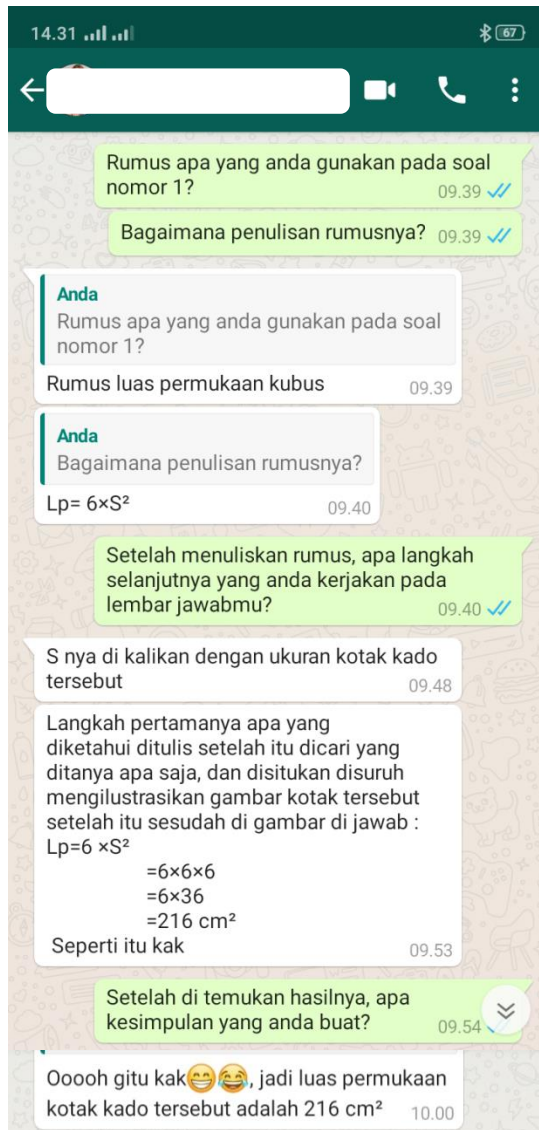 14.31
67
Rumus apa yang anda gunakan pada soal
nomor 1?
09.39
Bagaimana penulisan rumusnya? 09.39
Anda
Rumus apa yang anda gunakan pada soal
nomor 1?
Rumus luas permukaan kubus 09.39
Anda
Bagaimana penulisan rumusnya?
Lp= 6×S² 09.40
Setelah menuliskan rumus, apa langkah
selanjutnya yang anda kerjakan pada
lembar jawabmu? 09.40
S nya di kalikan dengan ukuran kotak kado
tersebut 09.48
Langkah pertamanya apa yang
diketahui ditulis setelah itu dicari yang
ditanya apa saja, dan disitukan disuruh
mengilustrasikan gambar kotak tersebut
setelah itu sesudah di gambar di jawab :
Lp=6 ×S²
=6×6×6
=6×36
=216 cm²
Seperti itu kak 09.53
Setelah di temukan hasilnya, apa
kesimpulan yang anda buat? 09.54
Ooooh gitu kak😁😂, jadi luas permukaan
kotak kado tersebut adalah 216 cm² 10.00